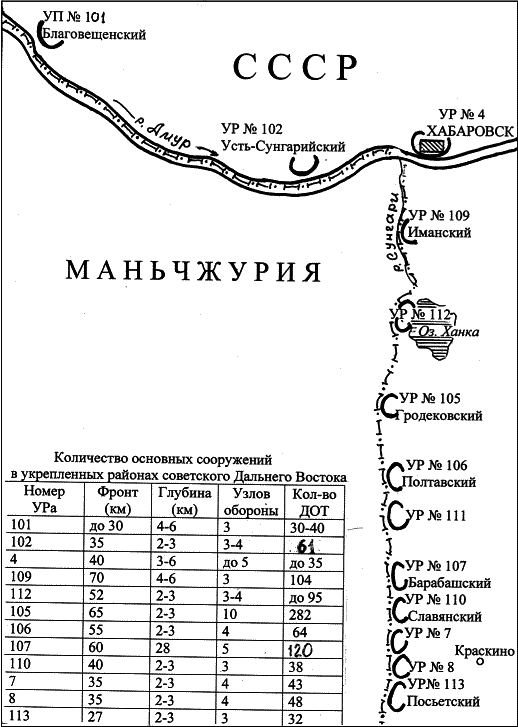 УП № 101
Благовещенский
СССР
р. Амур
УР № 102
Усть-Сунгарийский
УР № 4
ХАБАРОВСК
УР № 109
Иманский
р. Сунгари
МАНЬЧЖУРИЯ
УР № 112
Оз. Ханка
УР № 105
Гродековский
УР № 106
Полтавский
УР № 111
УР № 107
Барабашский
УР № 110
Славянский
УР № 7
Краскино
УР № 8
УР№ 113
Посьетский
Количество основных сооружений
в укрепленных районах советского Дальнего Востока
Номер УРа Фронт (км) Глубина (км) Узлов обороны Кол-во ДОТ
101 до 30 4-6 3 30-40
102 35 2-3 3-4 61
4 40 3-6 до 5 до 35
109 70 4-6 3 104
112 52 2-3 3-4 до 95
105 65 2-3 10 282
106 55 2-3 4 64
107 60 28 5 120
110 40 2-3 3 38
7 35 2-3 4 43
8 35 2-3 4 48
113 27 2-3 3 32